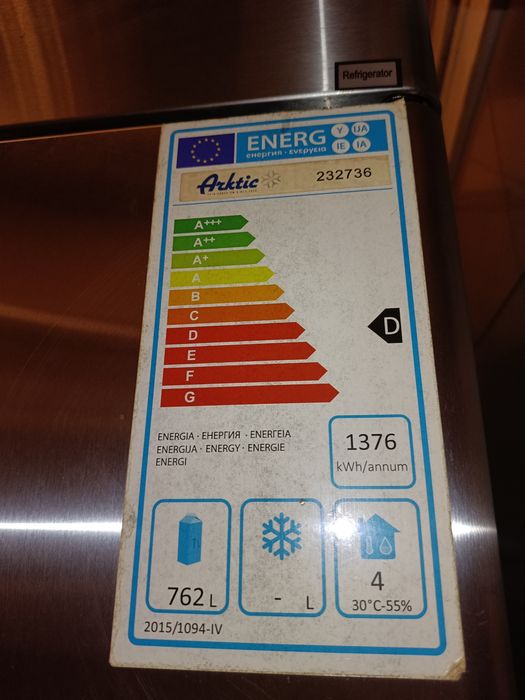 Refrigerator
ENERG Y IJA
енергия · ενεργεια IE IA
Arktic 232736
A+++
A++
A+
A
B
C
D
D
E
F
G
ENERGIA · ЕНЕРГИЯ · ΕΝΕΡΓΕΙΑ
ENERGIJA · ENERGY · ENERGIE
ENERGI
1376
kWh/annum
762 L
- L
4
30°C-55%
2015/1094-IV